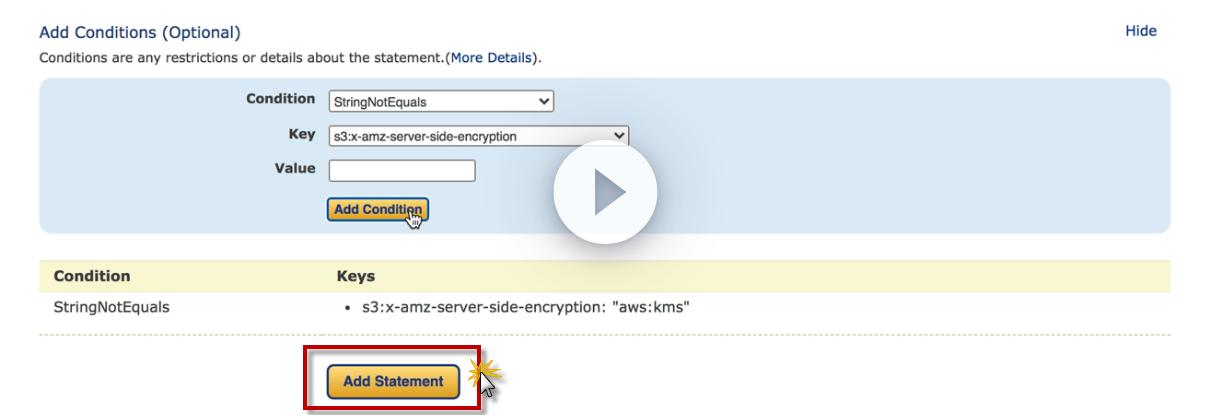 Add Conditions (Optional) Hide
Conditions are any restrictions or details about the statement.(More Details).
Condition StringNotEquals
Key s3:x-amz-server-side-encryption
Value
Add Condition
Condition Keys
StringNotEquals • s3:x-amz-server-side-encryption: "aws:kms"
Add Statement